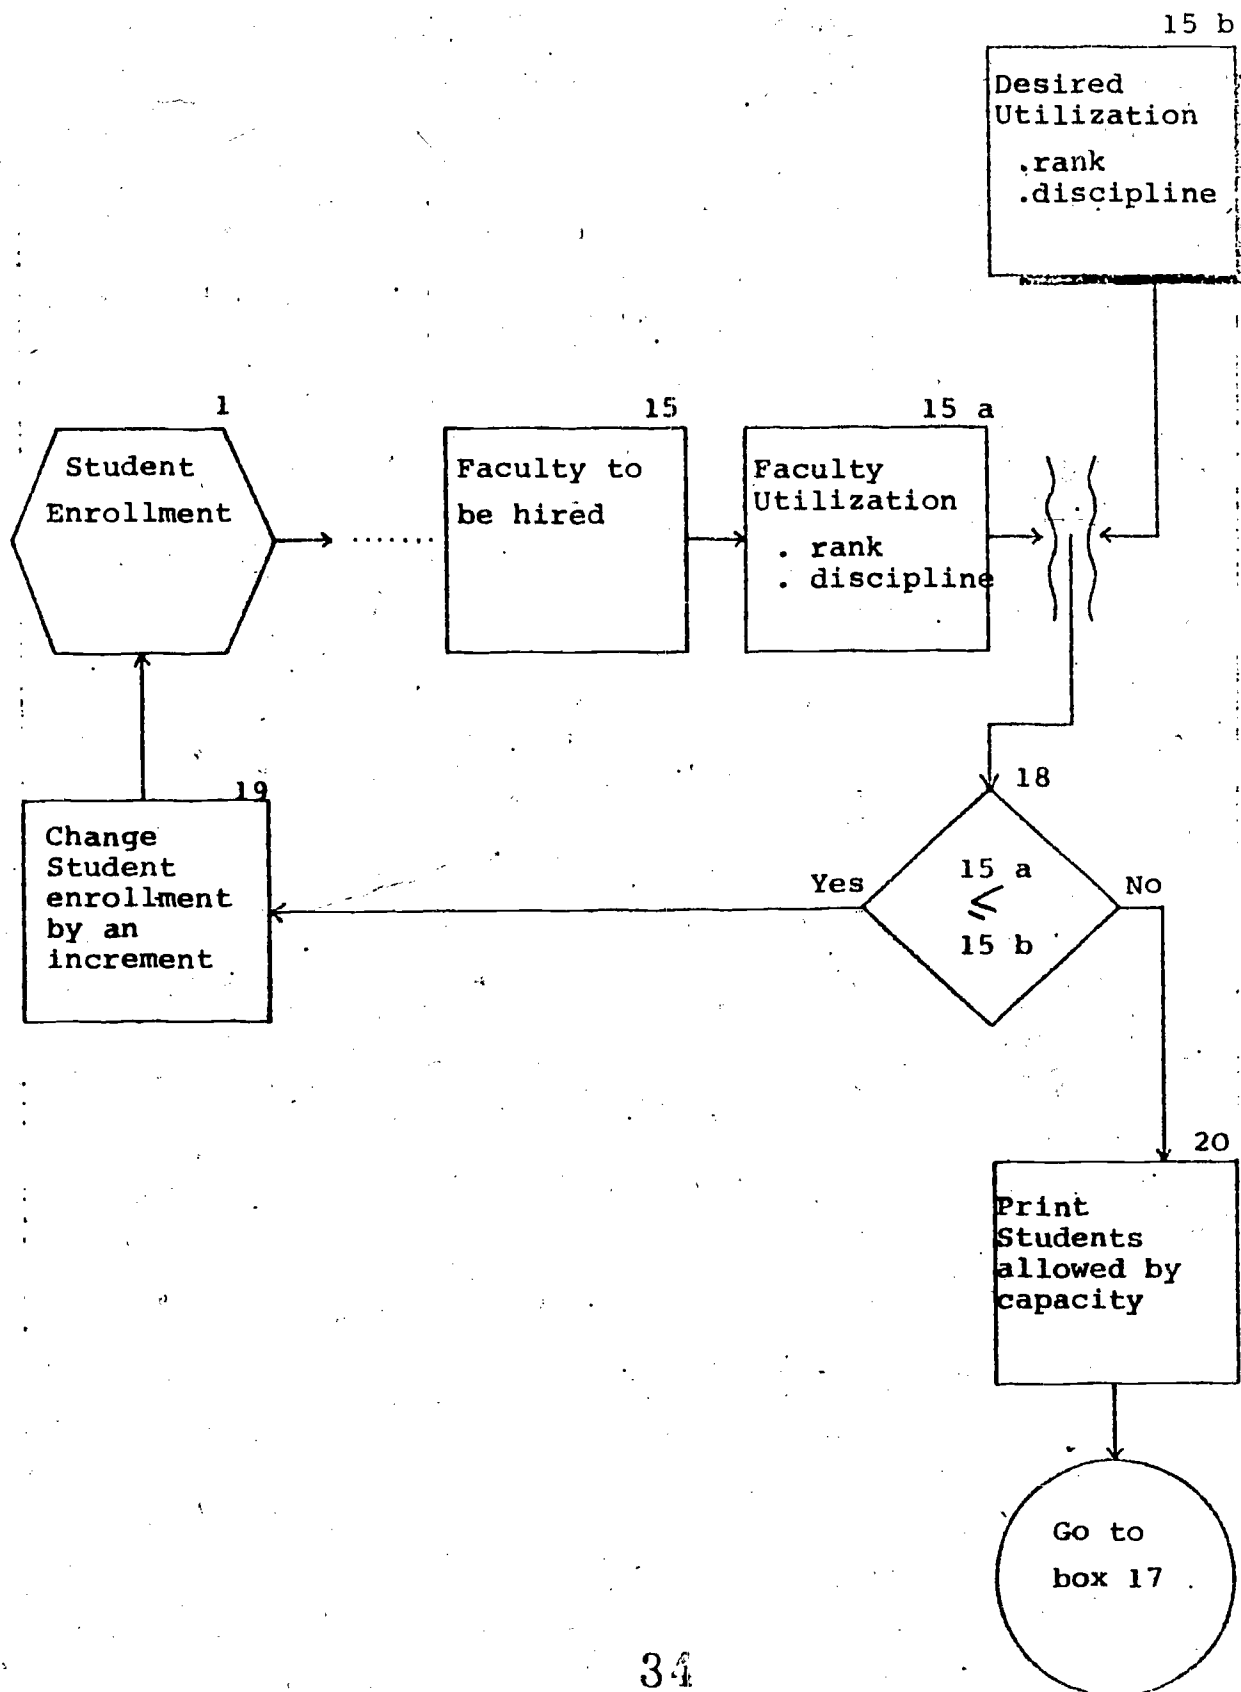 15 b
Desired
Utilization
.rank
.discipline
1
Student
Enrollment
15
Faculty to
be hired
15 a
Faculty
Utilization
. rank
. discipline
18
15 a
≤
15 b
Yes
No
19
Change
Student
enrollment
by an
increment
20
Print
Students
allowed by
capacity
Go to
box 17
34